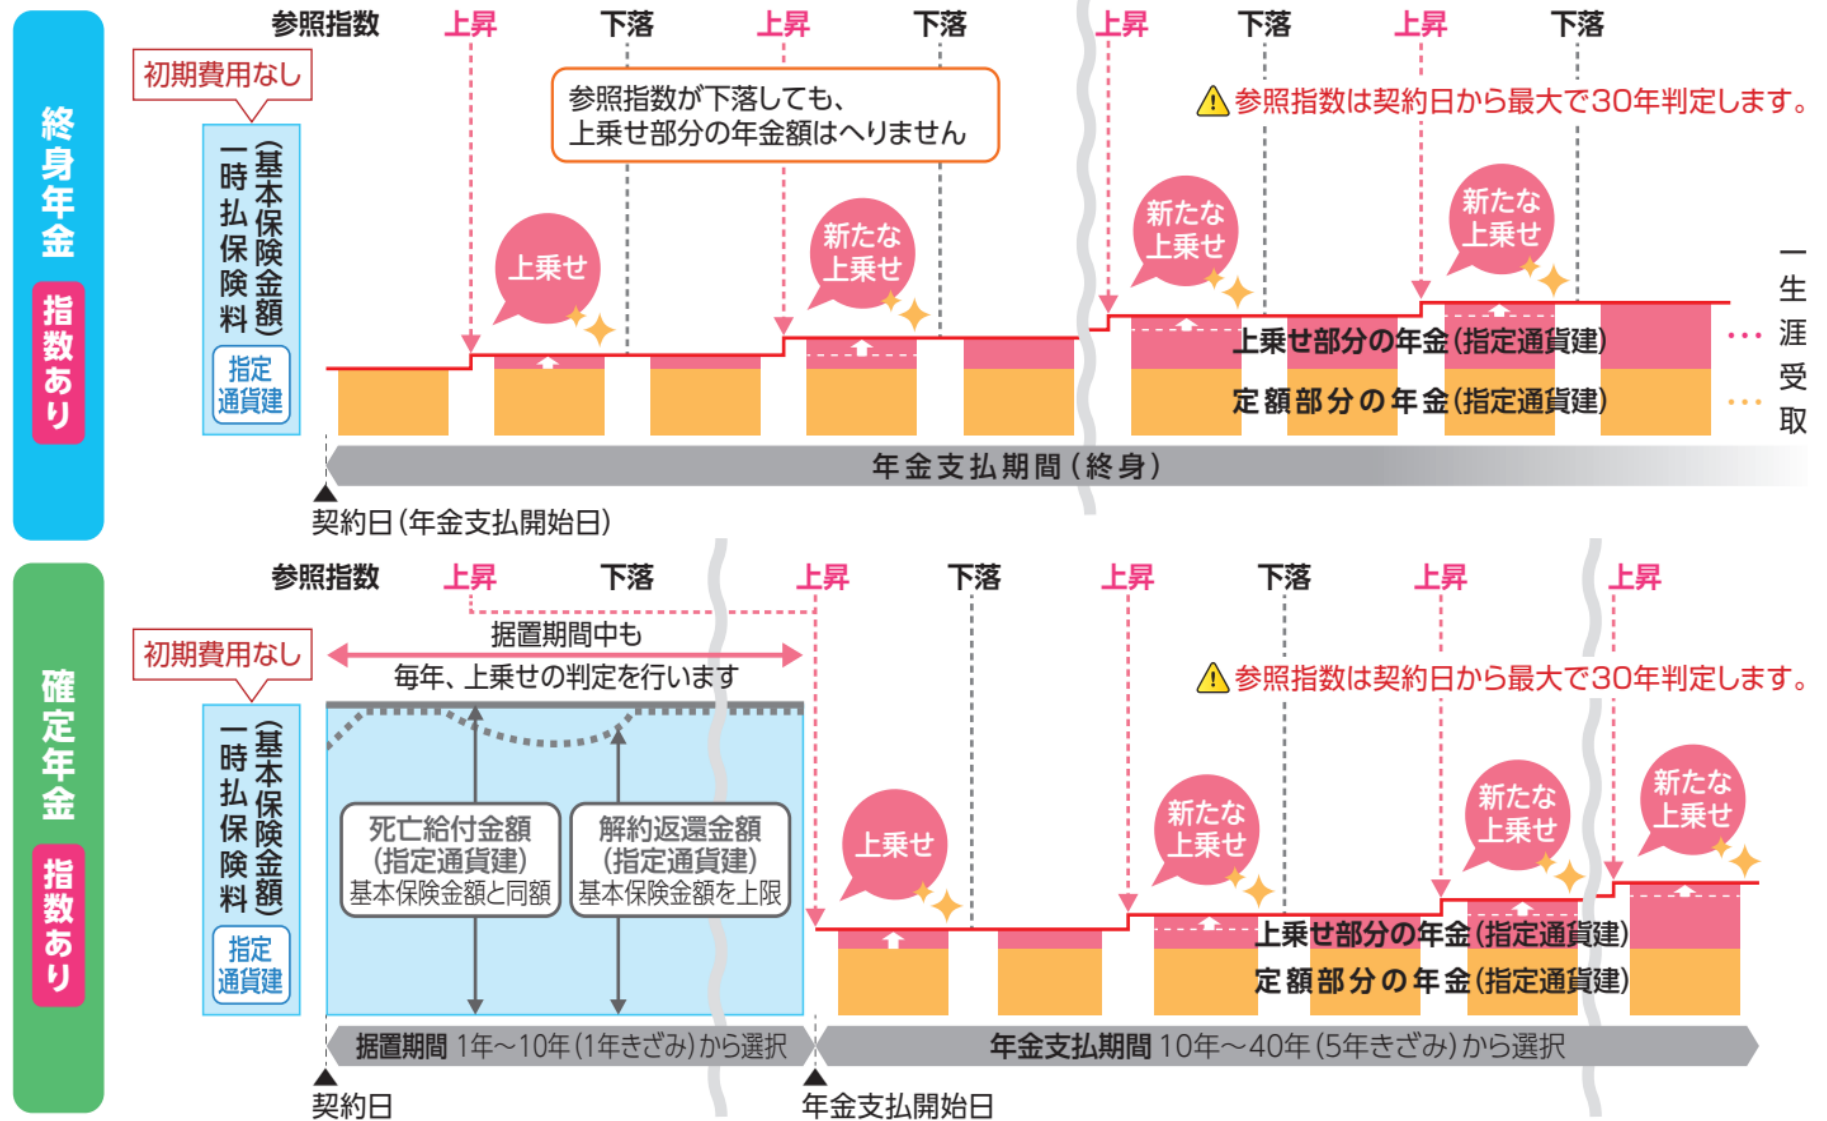 終身年金
指数あり
参照指数
上昇
下落
上昇
下落
上昇
下落
上昇
下落
初期費用なし
一時払保険料
(基本保険金額)
指定
通貨建
参照指数が下落しても、
上乗せ部分の年金額はへりません
参照指数は契約日から最大で30年判定します。
上乗せ
新たな
上乗せ
新たな
上乗せ
新たな
上乗せ
上乗せ部分の年金(指定通貨建)
定額部分の年金(指定通貨建)
…
…
一生涯受取
年金支払期間(終身)
契約日(年金支払開始日)
確定年金
指数あり
参照指数
上昇
下落
上昇
下落
上昇
下落
上昇
上昇
初期費用なし
一時払保険料
(基本保険金額)
指定
通貨建
据置期間中も
毎年、上乗せの判定を行います
参照指数は契約日から最大で30年判定します。
死亡給付金額
(指定通貨建)
基本保険金額と同額
解約返還金額
(指定通貨建)
基本保険金額を上限
上乗せ
新たな
上乗せ
新たな
上乗せ
新たな
上乗せ
上乗せ部分の年金(指定通貨建)
定額部分の年金(指定通貨建)
据置期間 1年～10年(1年きざみ)から選択
年金支払期間 10年～40年(5年きざみ)から選択
契約日
年金支払開始日